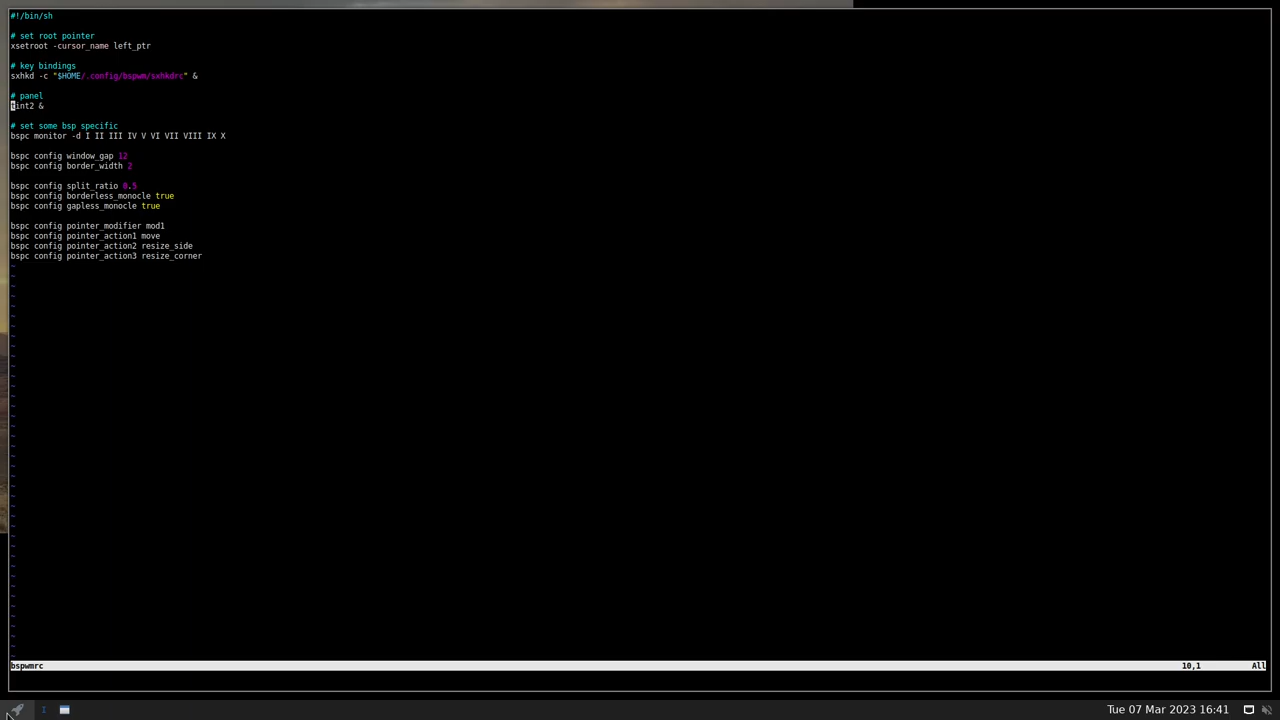 #!/bin/sh
# set root pointer
xsetroot -cursor_name left_ptr
# key bindings
sxhkd -c "$HOME/.config/bspwm/sxhkdrc" &
# panel
tint2 &
# set some bsp specific
bspc monitor -d I II III IV V VI VII VIII IX X
bspc config window_gap 12
bspc config border_width 2
bspc config split_ratio 0.5
bspc config borderless_monocle true
bspc config gapless_monocle true
bspc config pointer_modifier mod1
bspc config pointer_action1 move
bspc config pointer_action2 resize_side
bspc config pointer_action3 resize_corner
bspwmrc 10,1 All
I Tue 07 Mar 2023 16:41